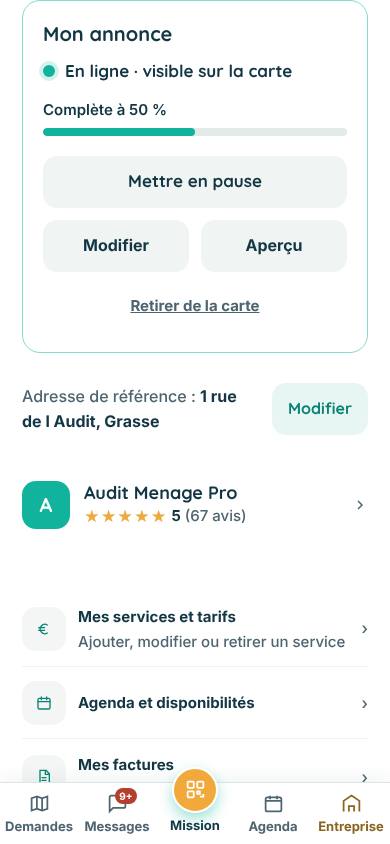 Mon annonce
En ligne · visible sur la carte
Complète à 50 %
Mettre en pause
Modifier
Aperçu
Retirer de la carte
Adresse de référence : 1 rue
de l Audit, Grasse
Modifier
A
Audit Menage Pro
★★★★★ 5 (67 avis)
€
Mes services et tarifs
Ajouter, modifier ou retirer un service
Agenda et disponibilités
Mes factures
9+
Demandes
Messages
Mission
Agenda
Entreprise